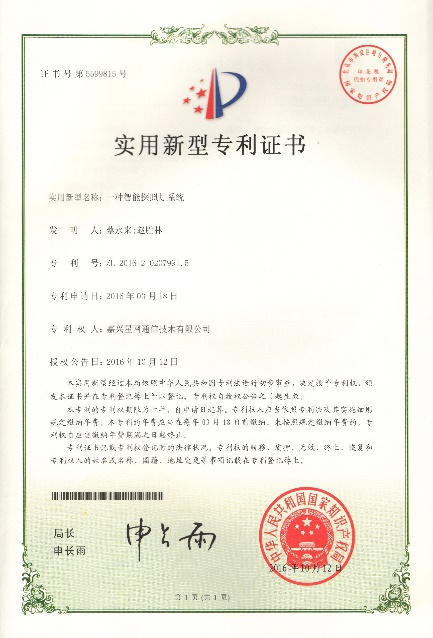 证书号第5599815号
实用新型专利证书
实用新型名称：一种智能探照灯系统
发 明 人：蔡永来;赵胜林
专 利 号：ZL 2016 2 0207991.5
专利申请日：2016年03月18日
专 利 权 人：嘉兴星网通信技术有限公司
授权公告日：2016年10月12日
本实用新型经过本局依照中华人民共和国专利法进行初步审查，决定授予专利权，颁
发本证书并在专利登记簿上予以登记。专利权自授权公告之日起生效。
本专利的专利权期限为十年，自申请日起算。专利权人应当依照专利法及其实施细则
规定缴纳年费。本专利的年费应当在每年03月18日前缴纳。未按照规定缴纳年费的，专
利权自应当缴纳年费期满之日起终止。
专利证书记载专利权登记时的法律状况。专利权的转移、质押、无效、终止、恢复和
专利权人的姓名或名称、国籍、地址变更等事项记载在专利登记簿上。
局长
申长雨
申长雨
中华人民共和国国家知识产权局
2016年10月12日
第1页(共1页)